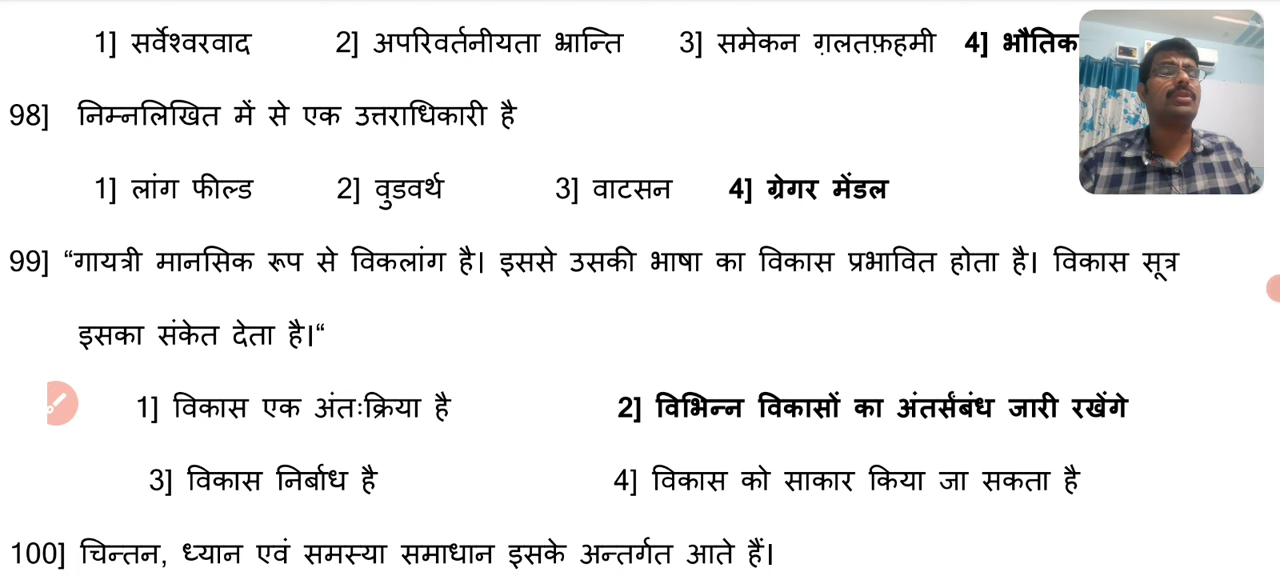 1] सर्वेश्वरवाद 2] अपरिवर्तनीयता भ्रान्ति 3] समेकन ग़लतफ़हमी 4] भौतिक
98] निम्नलिखित में से एक उत्तराधिकारी है
1] लांग फील्ड 2] वुडवर्थ 3] वाटसन 4] ग्रेगर मेंडल
99] “गायत्री मानसिक रूप से विकलांग है। इससे उसकी भाषा का विकास प्रभावित होता है। विकास सूत्र
इसका संकेत देता है।“
1] विकास एक अंतःक्रिया है 2] विभिन्न विकासों का अंतर्संबंध जारी रखेंगे
3] विकास निर्बाध है 4] विकास को साकार किया जा सकता है
100] चिन्तन, ध्यान एवं समस्या समाधान इसके अन्तर्गत आते हैं।